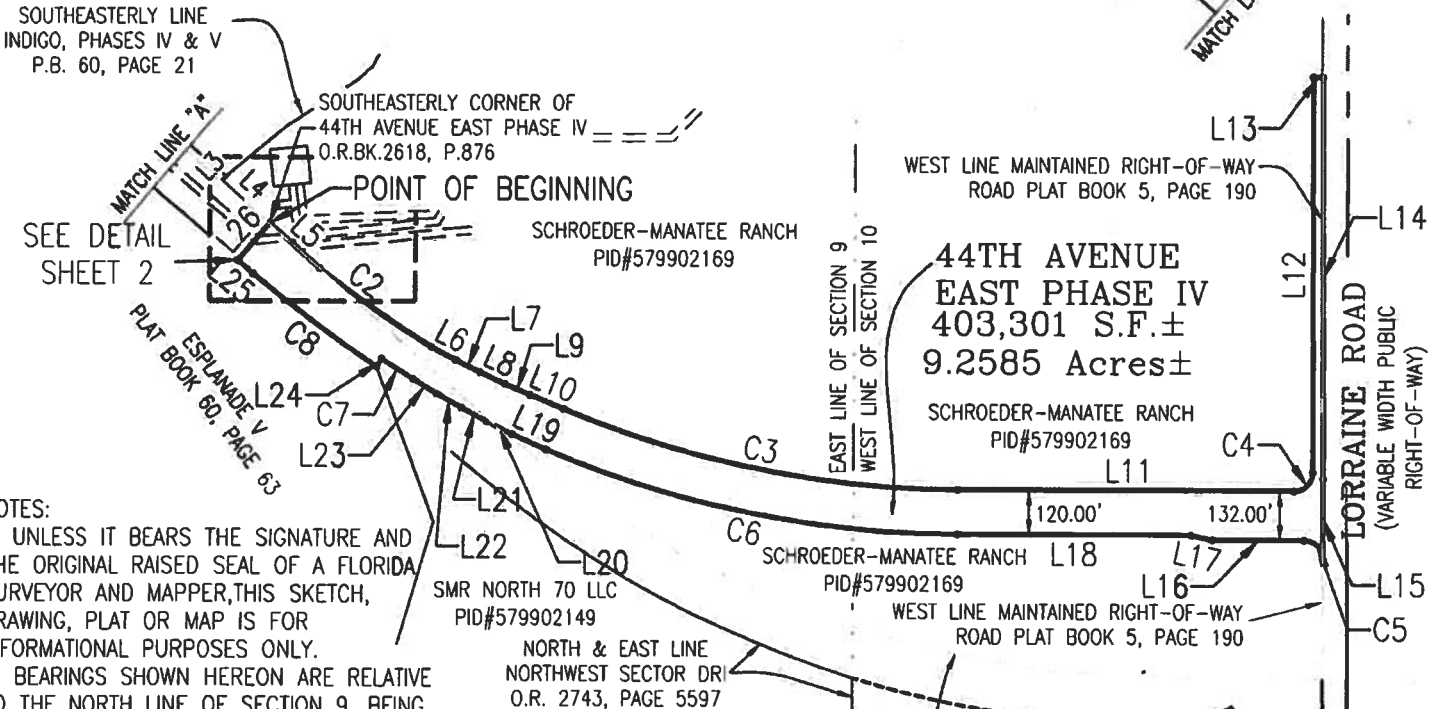 SOUTHEASTERLY LINE
INDIGO, PHASES IV & V
P.B. 60, PAGE 21
MATCH LINE "A"
SOUTHEASTERLY CORNER OF
44TH AVENUE EAST PHASE IV
O.R.BK.2618, P.876
POINT OF BEGINNING
L3
L4
L26
L5
L25
SEE DETAIL
SHEET 2
SCHROEDER-MANATEE RANCH
PID#579902169
C2
C8
ESPLANADE V
PLAT BOOK 60, PAGE 63
L6
L7
L8
L9
L10
L24
C7
L23
L19
L21
L22
L20
C3
C6
EAST LINE OF SECTION 9
WEST LINE OF SECTION 10
MATCH
L13
WEST LINE MAINTAINED RIGHT-OF-WAY
ROAD PLAT BOOK 5, PAGE 190
L14
L12
44TH AVENUE
EAST PHASE IV
403,301 S.F.±
9.2585 Acres±
LORRAINE ROAD
(VARIABLE WIDTH PUBLIC
RIGHT-OF-WAY)
SCHROEDER-MANATEE RANCH
PID#579902169
C4
L11
120.00'
132.00'
L18
L17
L16
L15
C5
SCHROEDER-MANATEE RANCH
PID#579902169
WEST LINE MAINTAINED RIGHT-OF-WAY
ROAD PLAT BOOK 5, PAGE 190
SMR NORTH 70 LLC
PID#579902149
NORTH & EAST LINE
NORTHWEST SECTOR DRI
O.R. 2743, PAGE 5597
OTES:
UNLESS IT BEARS THE SIGNATURE AND
HE ORIGINAL RAISED SEAL OF A FLORIDA
URVEYOR AND MAPPER,THIS SKETCH,
RAWING, PLAT OR MAP IS FOR
FORMATIONAL PURPOSES ONLY.
BEARINGS SHOWN HEREON ARE RELATIVE
O THE NORTH LINE OF SECTION 9, BEING